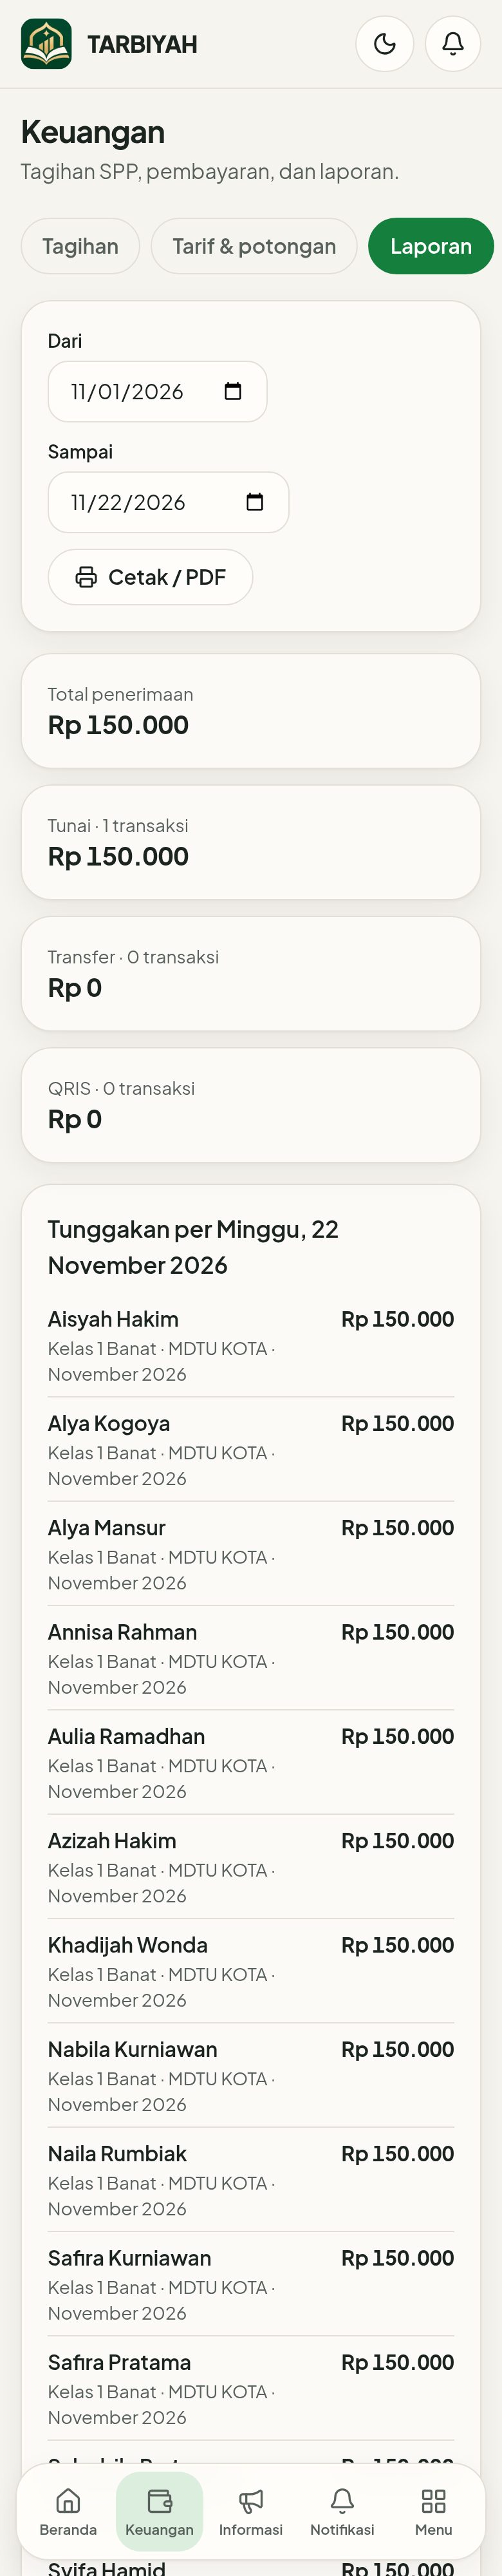 TARBIYAH
Keuangan
Tagihan SPP, pembayaran, dan laporan.
Tagihan
Tarif & potongan
Laporan
Dari
11/01/2026
Sampai
11/22/2026
Cetak / PDF
Total penerimaan
Rp 150.000
Tunai · 1 transaksi
Rp 150.000
Transfer · 0 transaksi
Rp 0
QRIS · 0 transaksi
Rp 0
Tunggakan per Minggu, 22
November 2026
Aisyah Hakim Rp 150.000
Kelas 1 Banat · MDTU KOTA ·
November 2026
Alya Kogoya Rp 150.000
Kelas 1 Banat · MDTU KOTA ·
November 2026
Alya Mansur Rp 150.000
Kelas 1 Banat · MDTU KOTA ·
November 2026
Annisa Rahman Rp 150.000
Kelas 1 Banat · MDTU KOTA ·
November 2026
Aulia Ramadhan Rp 150.000
Kelas 1 Banat · MDTU KOTA ·
November 2026
Azizah Hakim Rp 150.000
Kelas 1 Banat · MDTU KOTA ·
November 2026
Khadijah Wonda Rp 150.000
Kelas 1 Banat · MDTU KOTA ·
November 2026
Nabila Kurniawan Rp 150.000
Kelas 1 Banat · MDTU KOTA ·
November 2026
Naila Rumbiak Rp 150.000
Kelas 1 Banat · MDTU KOTA ·
November 2026
Safira Kurniawan Rp 150.000
Kelas 1 Banat · MDTU KOTA ·
November 2026
Safira Pratama Rp 150.000
Kelas 1 Banat · MDTU KOTA ·
November 2026
Beranda
Keuangan
Informasi
Notifikasi
Menu
Syifa Hamid Rp 150.000